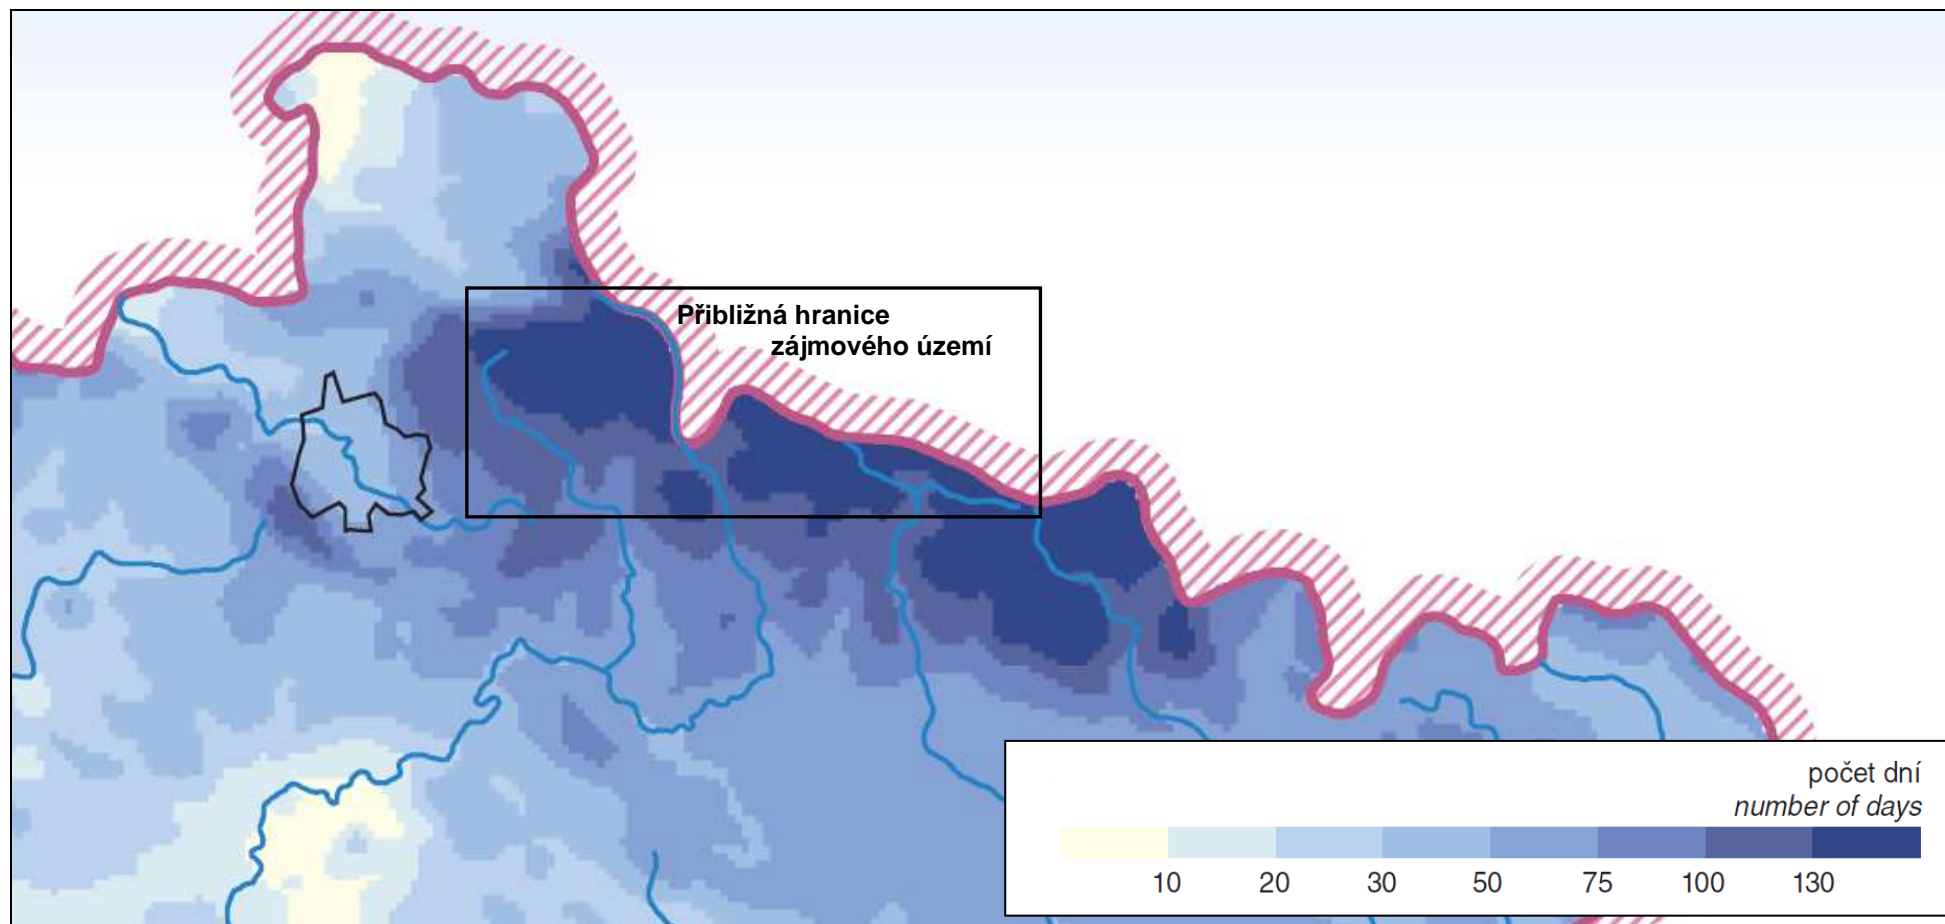 Přibližná hranice
zájmového území
počet dní
number of days
10 20 30 50 75 100 130